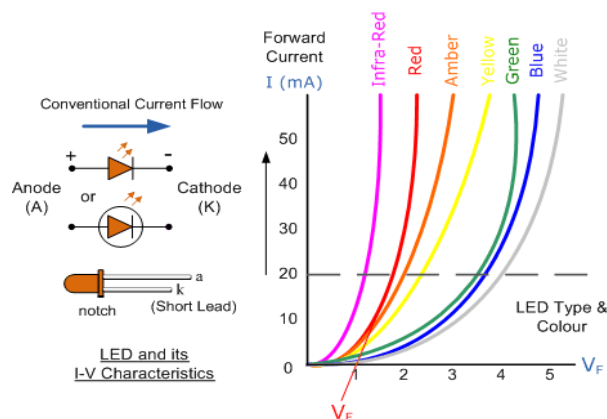 Conventional Current Flow
+
-
Anode
(A)
or
Cathode
(K)
a
k
notch
(Short Lead)
LED and its
I-V Characteristics
Forward
Current
I (mA)
Infra-Red
Red
Amber
Yellow
Green
Blue
White
50
40
30
20
10
0
LED Type &
Colour
1
2
3
4
5
VF
VF